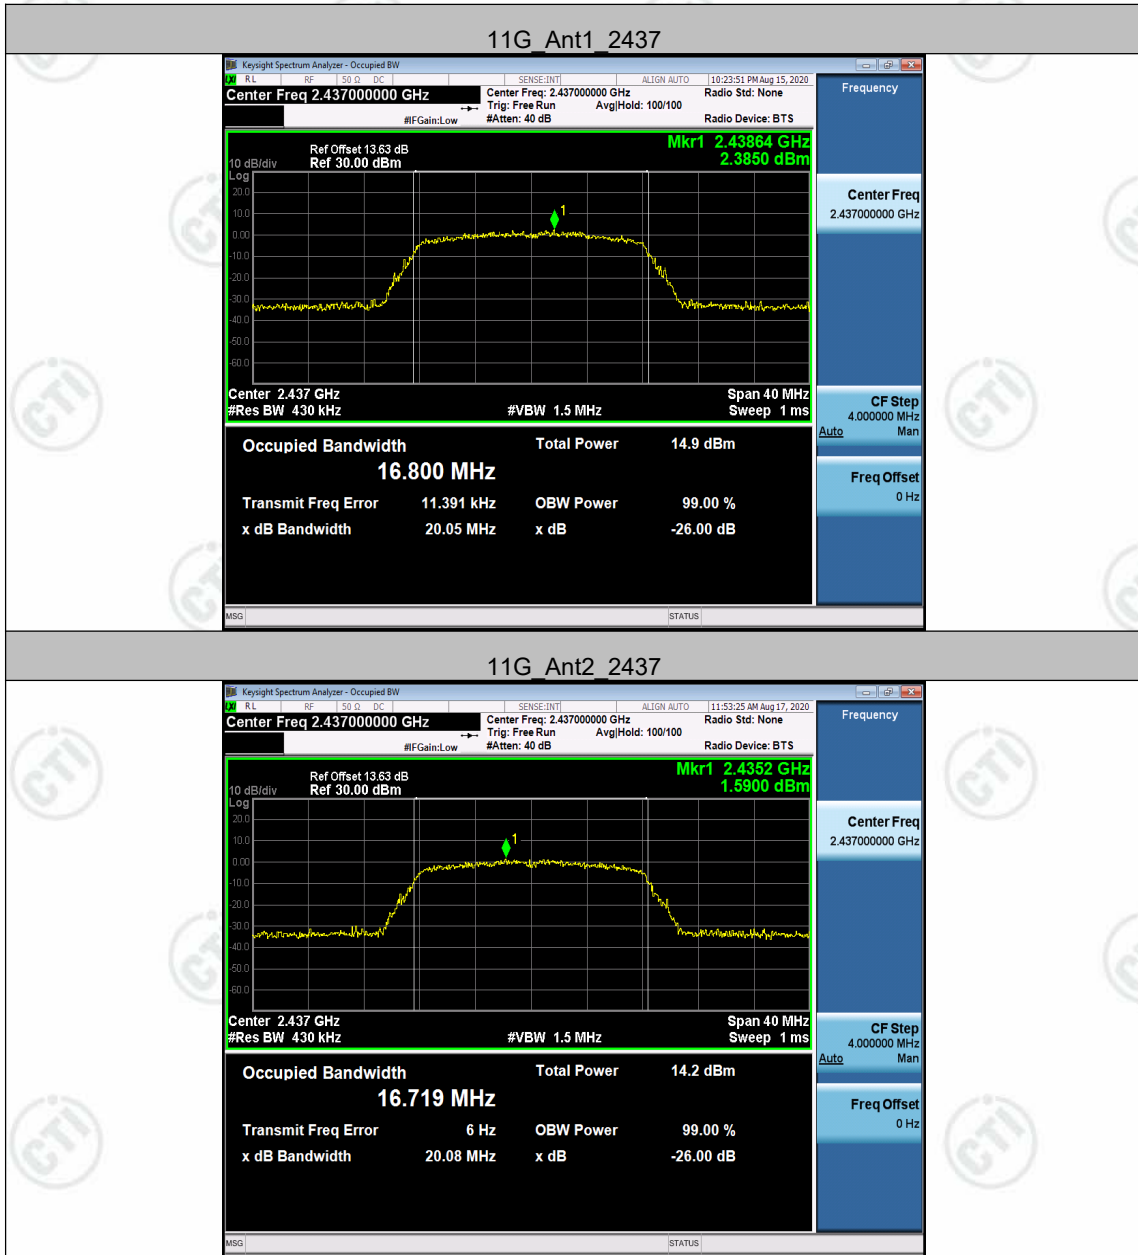 11G_Ant1_2437
Keysight Spectrum Analyzer - Occupied BW
LXI RL RF 50 Ω DC SENSE:INT ALIGN AUTO 10:23:51 PM Aug 15, 2020
Center Freq 2.437000000 GHz Center Freq: 2.437000000 GHz Radio Std: None Frequency
Trig: Free Run Avg|Hold: 100/100
#IFGain:Low #Atten: 40 dB Radio Device: BTS
Mkr1 2.43864 GHz
Ref Offset 13.63 dB
10 dB/div Ref 30.00 dBm 2.3850 dBm
Log
20.0
10.0
0.00
-10.0
-20.0
-30.0
-40.0
-50.0
-60.0
1
Center Freq
2.437000000 GHz
Center 2.437 GHz Span 40 MHz
#Res BW 430 kHz #VBW 1.5 MHz Sweep 1 ms
CF Step
4.000000 MHz
Auto Man
Occupied Bandwidth Total Power 14.9 dBm
16.800 MHz
Freq Offset
0 Hz
Transmit Freq Error 11.391 kHz OBW Power 99.00 %
x dB Bandwidth 20.05 MHz x dB -26.00 dB
MSG STATUS
11G_Ant2_2437
Keysight Spectrum Analyzer - Occupied BW
LXI RL RF 50 Ω DC SENSE:INT ALIGN AUTO 11:53:25 AM Aug 17, 2020
Center Freq 2.437000000 GHz Center Freq: 2.437000000 GHz Radio Std: None Frequency
Trig: Free Run Avg|Hold: 100/100
#IFGain:Low #Atten: 40 dB Radio Device: BTS
Mkr1 2.4352 GHz
Ref Offset 13.63 dB
10 dB/div Ref 30.00 dBm 1.5900 dBm
Log
20.0
10.0
0.00
-10.0
-20.0
-30.0
-40.0
-50.0
-60.0
1
Center Freq
2.437000000 GHz
Center 2.437 GHz Span 40 MHz
#Res BW 430 kHz #VBW 1.5 MHz Sweep 1 ms
CF Step
4.000000 MHz
Auto Man
Occupied Bandwidth Total Power 14.2 dBm
16.719 MHz
Freq Offset
0 Hz
Transmit Freq Error 6 Hz OBW Power 99.00 %
x dB Bandwidth 20.08 MHz x dB -26.00 dB
MSG STATUS
CTI
CTI
CTI
CTI
CTI
CTI